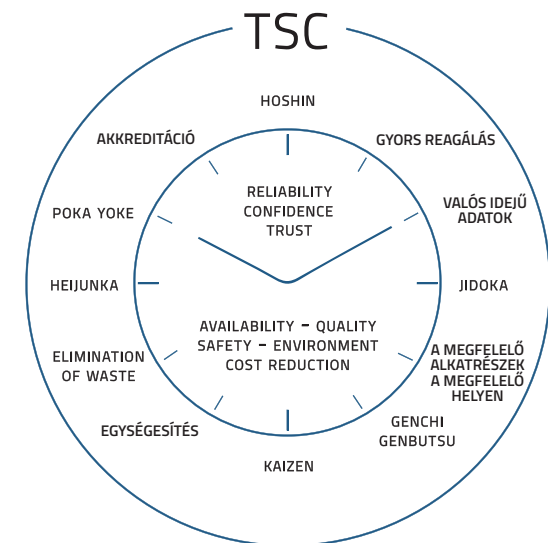 TSC
HOSHIN
GYORS REAGÁLÁS
VALÓS IDEJŰ
ADATOK
JIDOKA
A MEGFELELŐ
ALKATRÉSZEK
A MEGFELELŐ
HELYEN
GENCHI
GENBUTSU
KAIZEN
EGYSÉGESÍTÉS
ELIMINATION
OF WASTE
HEIJUNKA
POKA YOKE
AKKREDITÁCIÓ
RELIABILITY
CONFIDENCE
TRUST
AVAILABILITY – QUALITY
SAFETY – ENVIRONMENT
COST REDUCTION